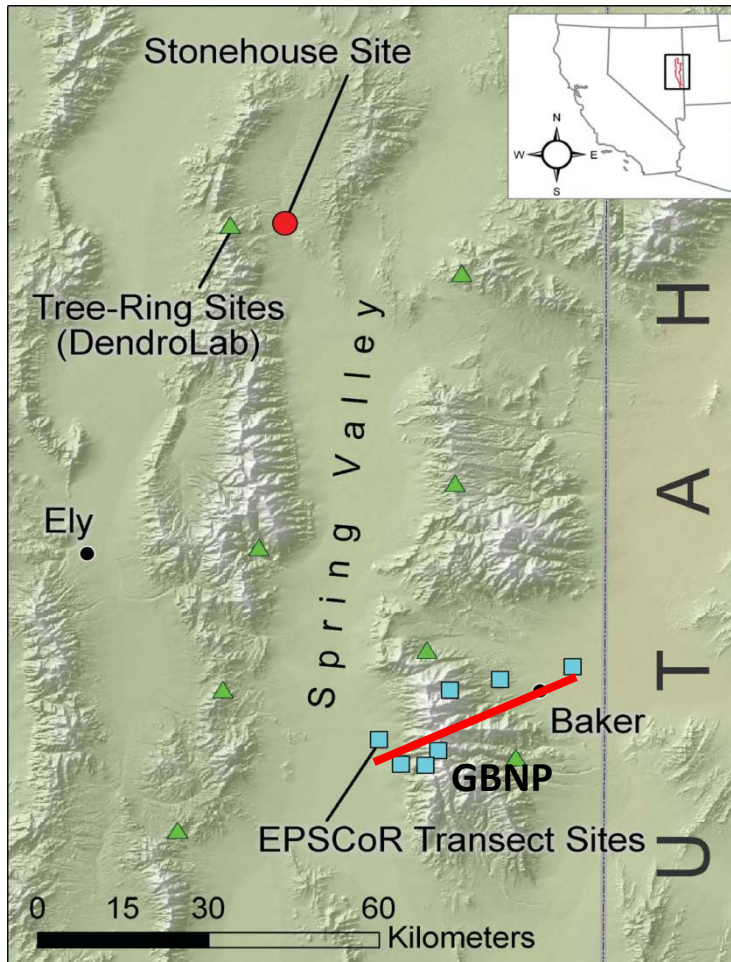 Stonehouse Site
N
W E
S
Tree-Ring Sites
(DendroLab)
Spring Valley
Ely
UTAH
Baker
GBNP
EPSCoR Transect Sites
0 15 30 60
Kilometers